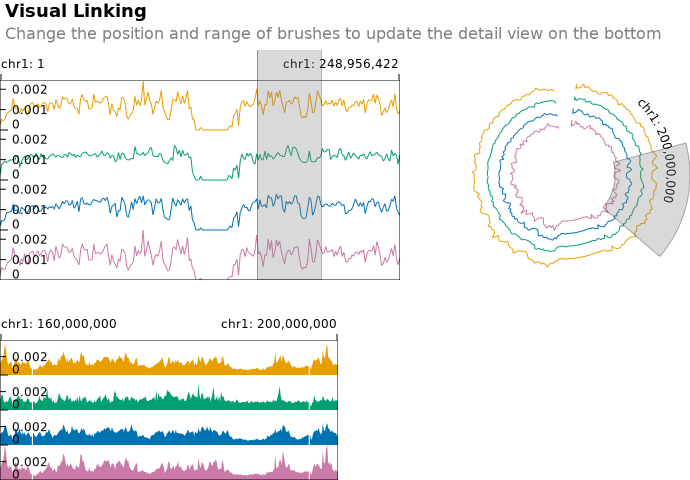 Visual Linking
Change the position and range of brushes to update the detail view on the bottom
chr1: 1
chr1: 248,956,422
0.002
0.001
0
0.002
0.001
0
0.002
0.001
0
0.002
0.001
0
chr1: 200,000,000
chr1: 160,000,000
chr1: 200,000,000
0.002
0
0.002
0
0.002
0
0.002
0